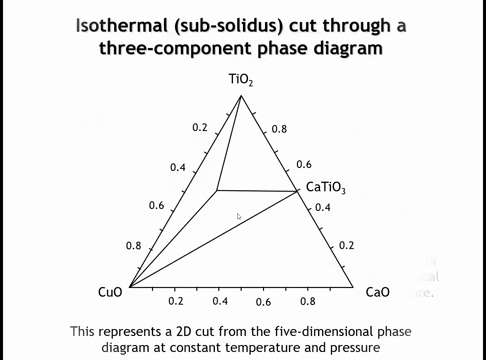 Isothermal (sub-solidus) cut through a
three-component phase diagram
TiO₂
0.2
0.8
0.4
0.6
CaTiO₃
0.6
0.4
0.8
0.2
CuO
CaO
0.2
0.4
0.6
0.8
This represents a 2D cut from the five-dimensional phase
diagram at constant temperature and pressure